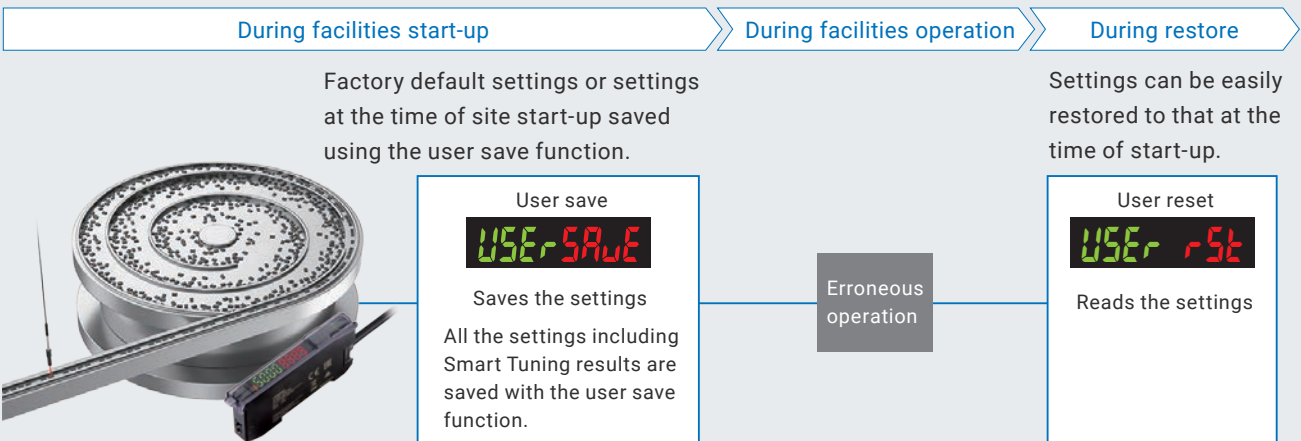 During facilities start-up
During facilities operation
During restore
Factory default settings or settings
at the time of site start-up saved
using the user save function.
Settings can be easily
restored to that at the
time of start-up.
User save
USEr SAvE
Saves the settings
All the settings including
Smart Tuning results are
saved with the user save
function.
Erroneous
operation
User reset
USEr rSt
Reads the settings